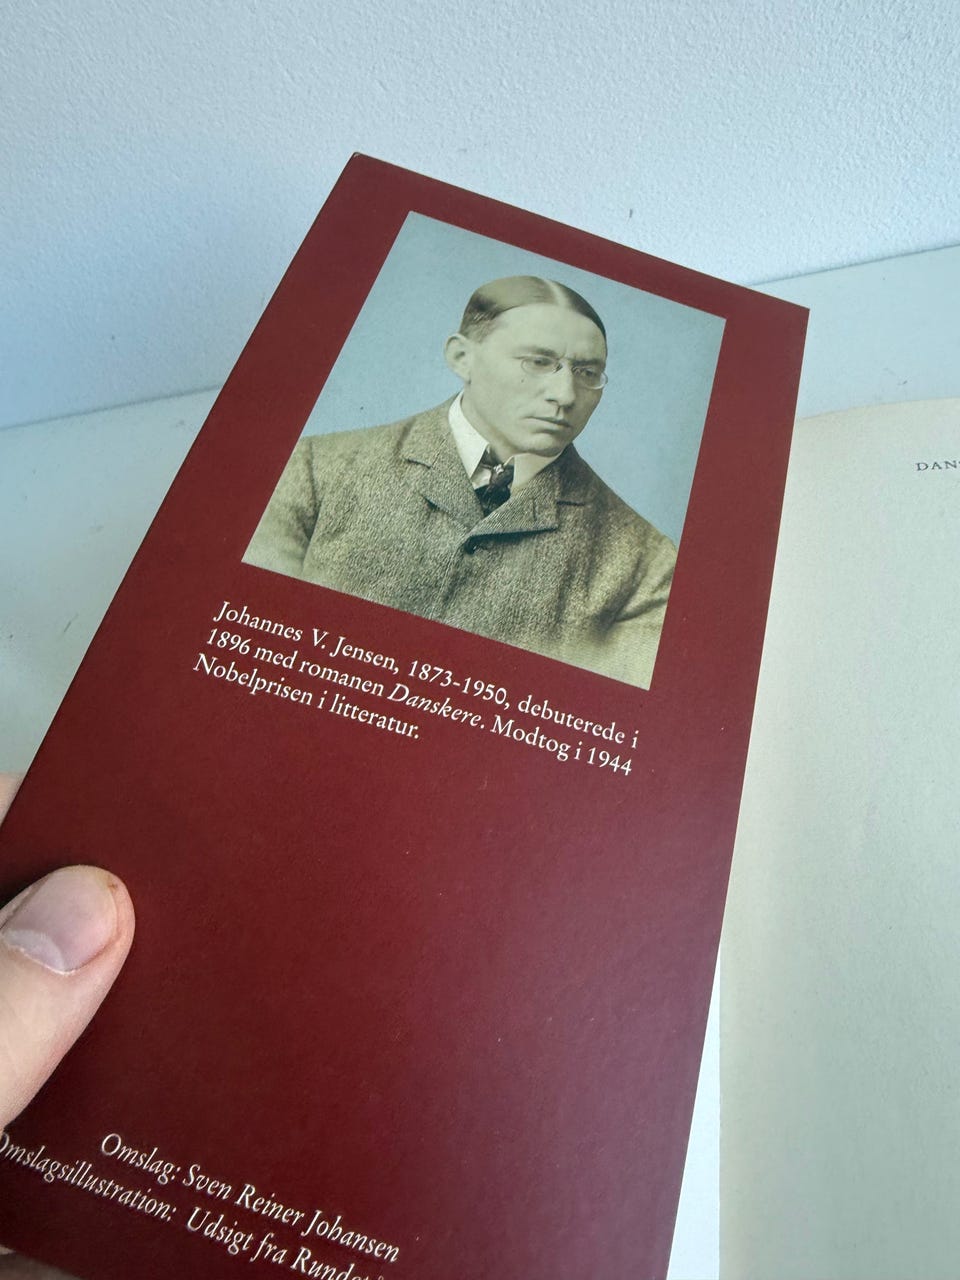 Johannes V. Jensen, 1873-1950, debuterede i
1896 med romanen Danskere. Modtog i 1944
Nobelprisen i litteratur.
Omslag: Sven Reiner Johansen
Omslagsillustration: Udsigt fra
DANS